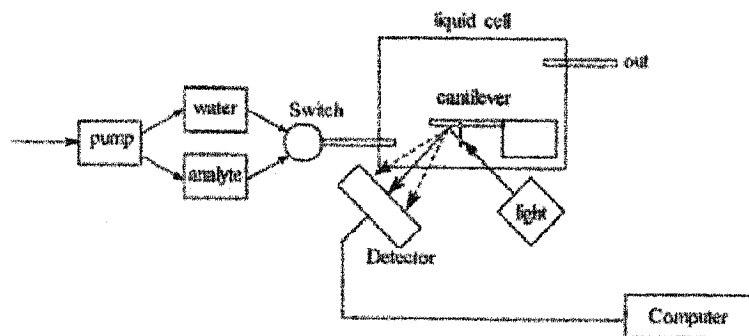 liquid cell
out
cantilever
Switch
water
pump
analyte
light
Detector
Computer